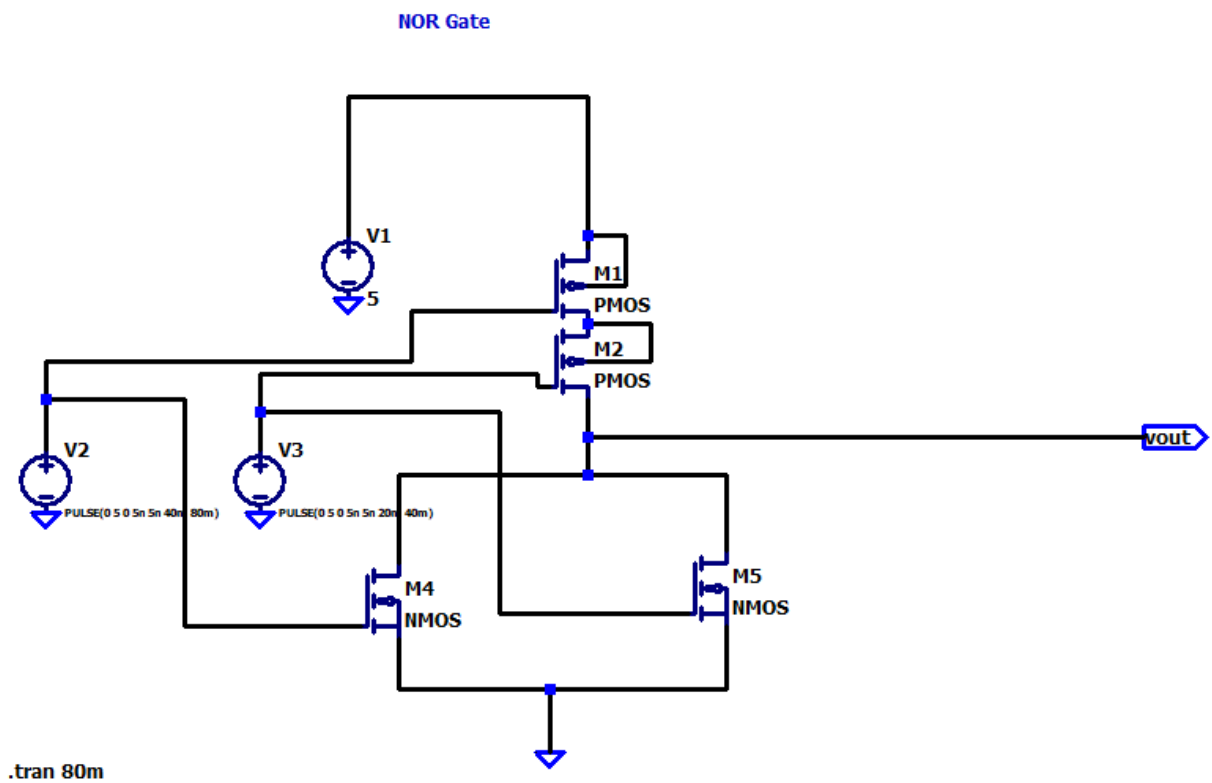 NOR Gate
V1
5
M1
PMOS
M2
PMOS
vout
V2
PULSE(0 5 0 5n 5n 40m 80m)
V3
PULSE(0 5 0 5n 5n 20m 40m)
M4
NMOS
M5
NMOS
.tran 80m